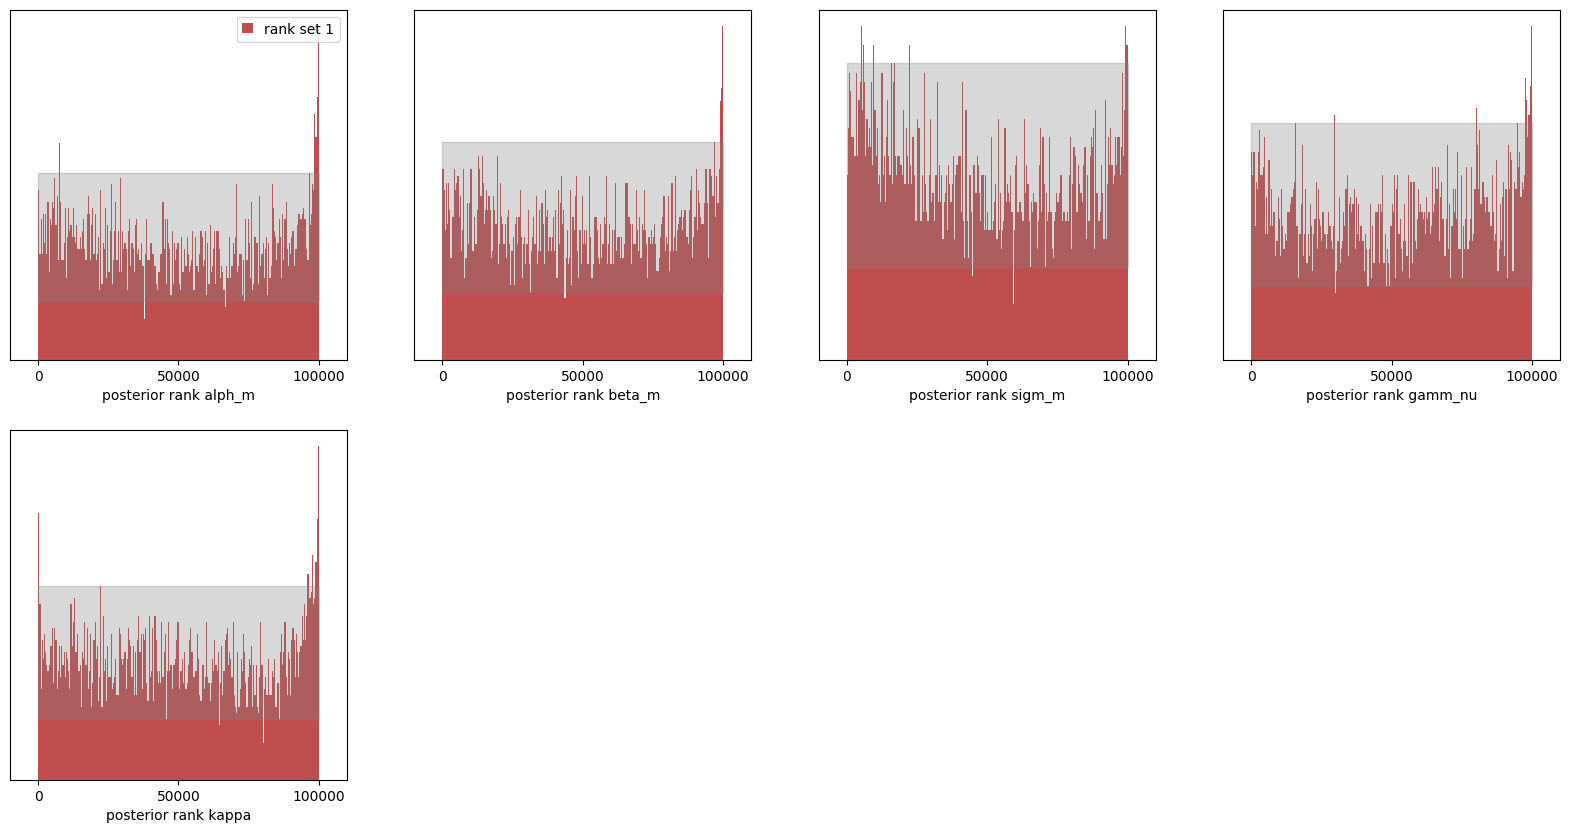 rank set 1
0 50000 100000
posterior rank alph_m
0 50000 100000
posterior rank beta_m
0 50000 100000
posterior rank sigm_m
0 50000 100000
posterior rank gamm_nu
0 50000 100000
posterior rank kappa